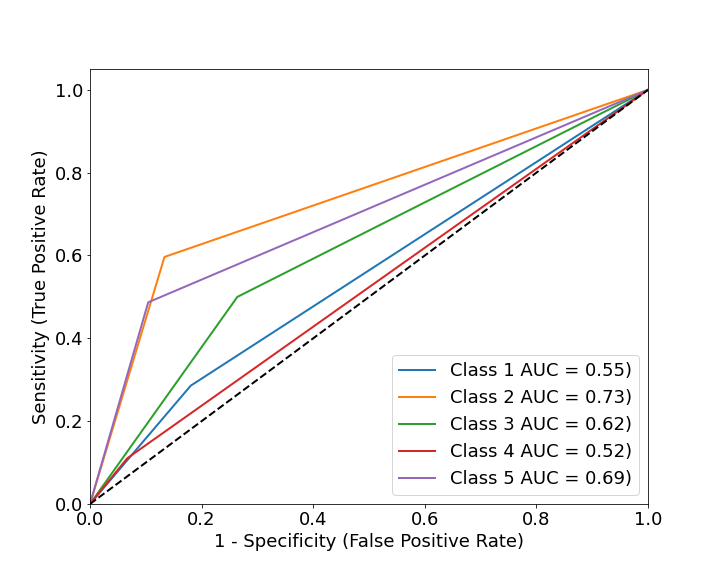 1.0
0.8
0.6
0.4
0.2
0.0
Sensitivity (True Positive Rate)
Class 1 AUC = 0.55)
Class 2 AUC = 0.73)
Class 3 AUC = 0.62)
Class 4 AUC = 0.52)
Class 5 AUC = 0.69)
0.0 0.2 0.4 0.6 0.8 1.0
1 - Specificity (False Positive Rate)